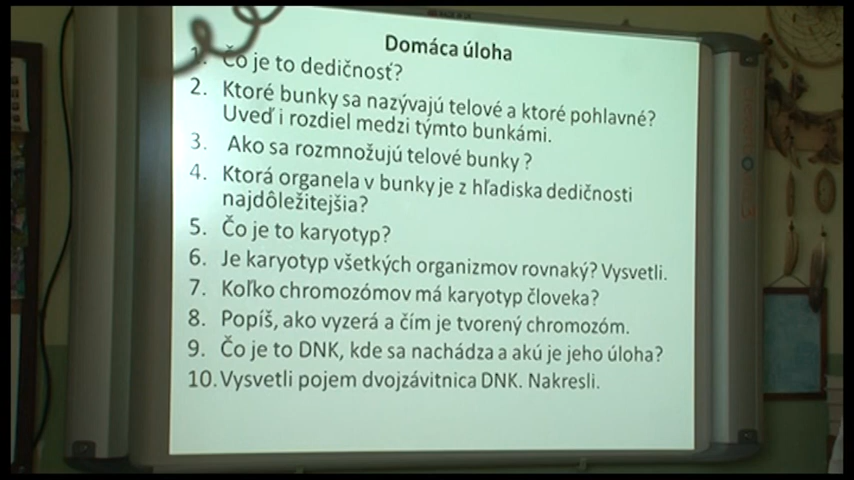 Domáca úloha
1. Čo je to dedičnosť?
2. Ktoré bunky sa nazývajú telové a ktoré pohlavné?
Uveď i rozdiel medzi týmto bunkámi.
3. Ako sa rozmnožujú telové bunky ?
4. Ktorá organela v bunky je z hľadiska dedičnosti
najdôležitejšia?
5. Čo je to karyotyp?
6. Je karyotyp všetkých organizmov rovnaký? Vysvetli.
7. Koľko chromozómov má karyotyp človeka?
8. Popíš, ako vyzerá a čím je tvorený chromozóm.
9. Čo je to DNK, kde sa nachádza a akú je jeho úloha?
10. Vysvetli pojem dvojzávitnica DNK. Nakresli.